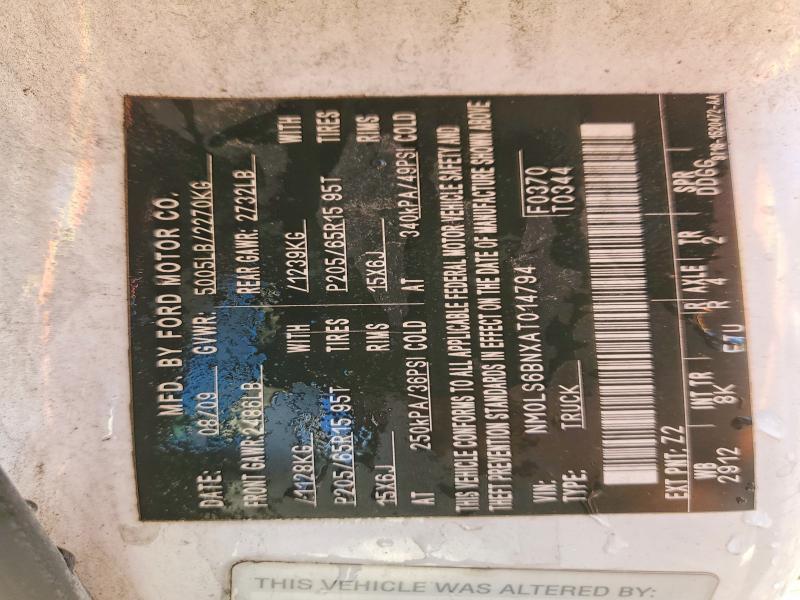 MFD. BY FORD MOTOR CO.
DATE: 08/09 GVWR: 5005LB/2270KG
FRONT GAWR: 2488LB REAR GAWR: 2732LB
/1128KG WITH /1239KG WITH
P205/65R15 95T TIRES P205/65R15 95T TIRES
15X6J RIMS 15X6J RIMS
AT 250kPA/36PSI COLD AT 340kPA/49PSI COLD
THIS VEHICLE CONFORMS TO ALL APPLICABLE FEDERAL MOTOR VEHICLE SAFETY AND
THEFT PREVENTION STANDARDS IN EFFECT ON THE DATE OF MANUFACTURE SHOWN ABOVE
VIN: NM0LS6BNXAT014794 F0370
TYPE: TRUCK T0344
EXT PNT: Z2
WB INT TR R AXLE TR SPR
2912 8K E7U R 4 2 DDGG
THIS VEHICLE WAS ALTERED BY: